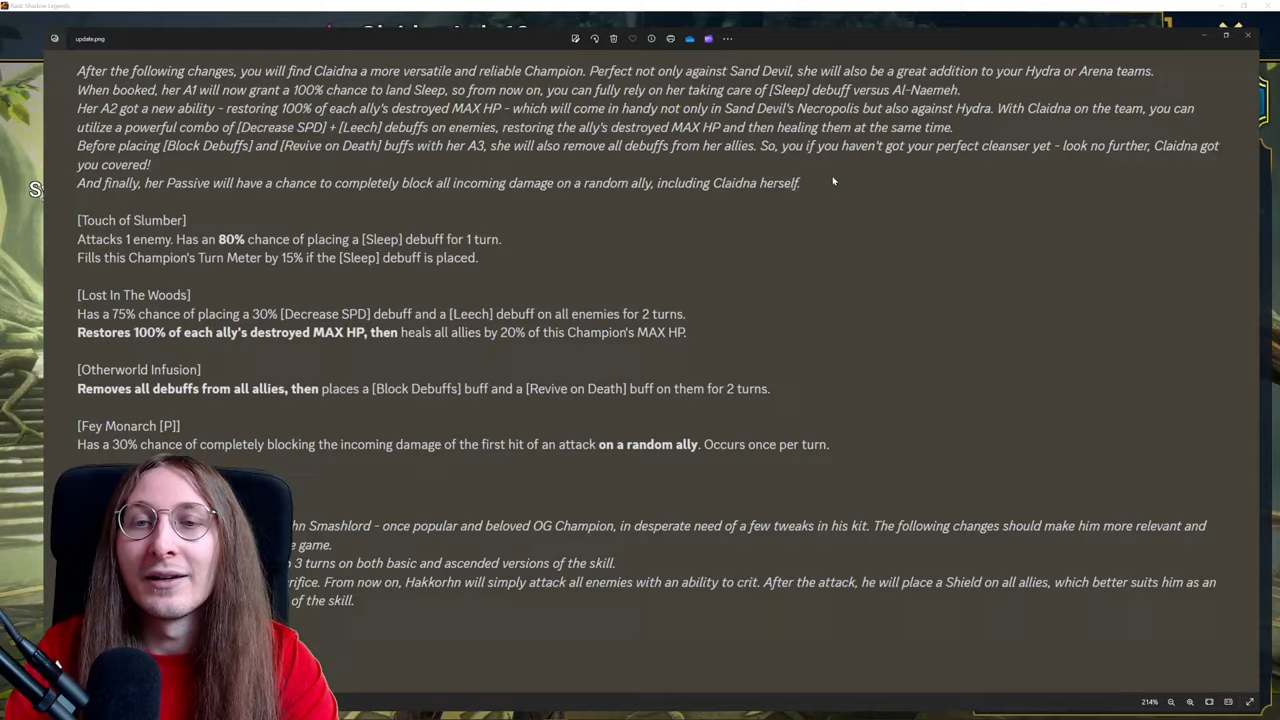 Raid: Shadow Legends
update.png
After the following changes, you will find Claidna a more versatile and reliable Champion. Perfect not only against Sand Devil, she will also be a great addition to your Hydra or Arena teams.
When booked, her A1 will now grant a 100% chance to land Sleep, so from now on, you can fully rely on her taking care of [Sleep] debuff versus Al-Naemeh.
Her A2 got a new ability - restoring 100% of each ally's destroyed MAX HP - which will come in handy not only in Sand Devil's Necropolis but also against Hydra. With Claidna on the team, you can
utilize a powerful combo of [Decrease SPD] + [Leech] debuffs on enemies, restoring the ally's destroyed MAX HP and then healing them at the same time.
Before placing [Block Debuffs] and [Revive on Death] buffs with her A3, she will also remove all debuffs from her allies. So, you if you haven't got your perfect cleanser yet - look no further, Claidna got
you covered!
And finally, her Passive will have a chance to completely block all incoming damage on a random ally, including Claidna herself.
[Touch of Slumber]
Attacks 1 enemy. Has an 80% chance of placing a [Sleep] debuff for 1 turn.
Fills this Champion's Turn Meter by 15% if the [Sleep] debuff is placed.
[Lost In The Woods]
Has a 75% chance of placing a 30% [Decrease SPD] debuff and a [Leech] debuff on all enemies for 2 turns.
Restores 100% of each ally's destroyed MAX HP, then heals all allies by 20% of this Champion's MAX HP.
[Otherworld Infusion]
Removes all debuffs from all allies, then places a [Block Debuffs] buff and a [Revive on Death] buff on them for 2 turns.
[Fey Monarch [P]]
Has a 30% chance of completely blocking the incoming damage of the first hit of an attack on a random ally. Occurs once per turn.
hn Smashlord - once popular and beloved OG Champion, in desperate need of a few tweaks in his kit. The following changes should make him more relevant and
e game.
3 turns on both basic and ascended versions of the skill.
rifice. From now on, Hakkorhn will simply attack all enemies with an ability to crit. After the attack, he will place a Shield on all allies, which better suits him as an
of the skill.
214%